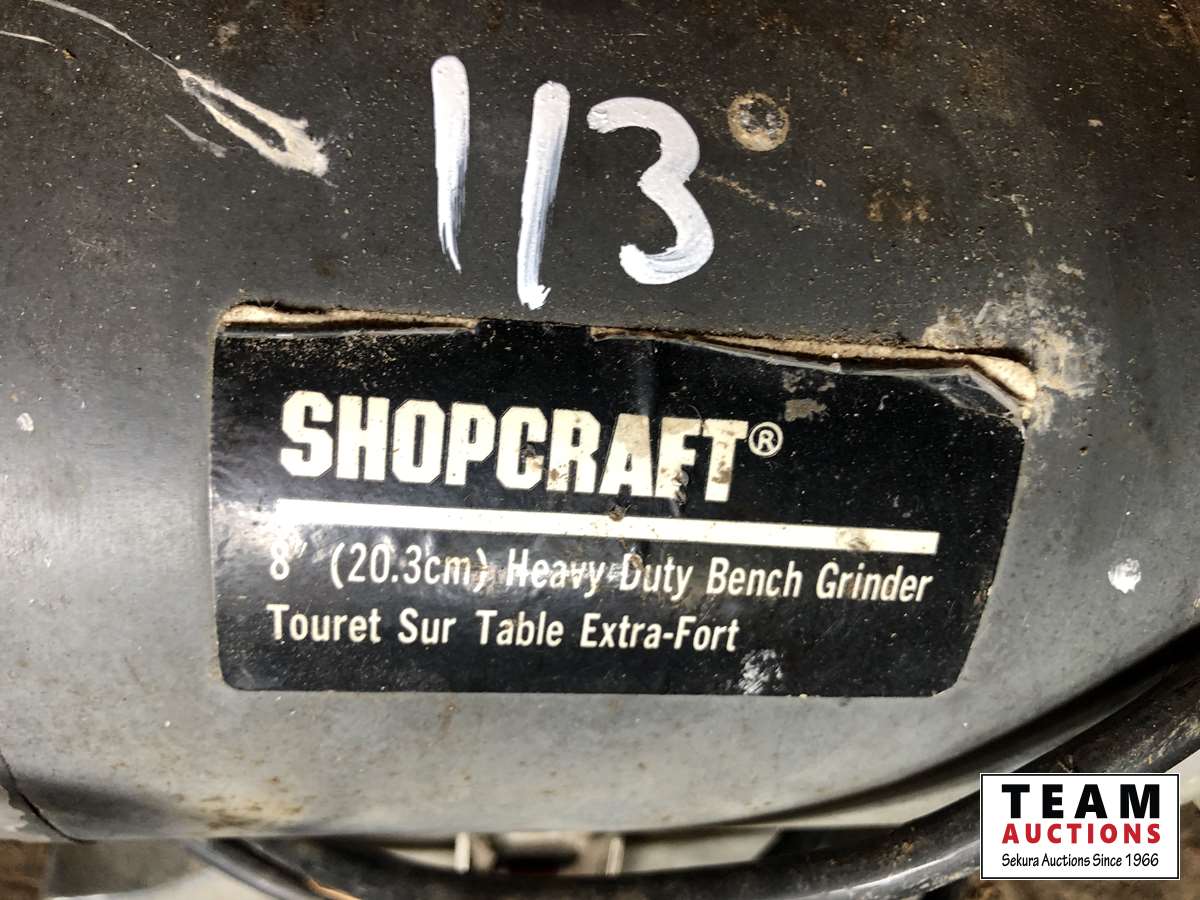 113
SHOPCRAFT®
8" (20.3cm) Heavy Duty Bench Grinder
Touret Sur Table Extra-Fort
TEAM
AUCTIONS
Sekura Auctions Since 1966